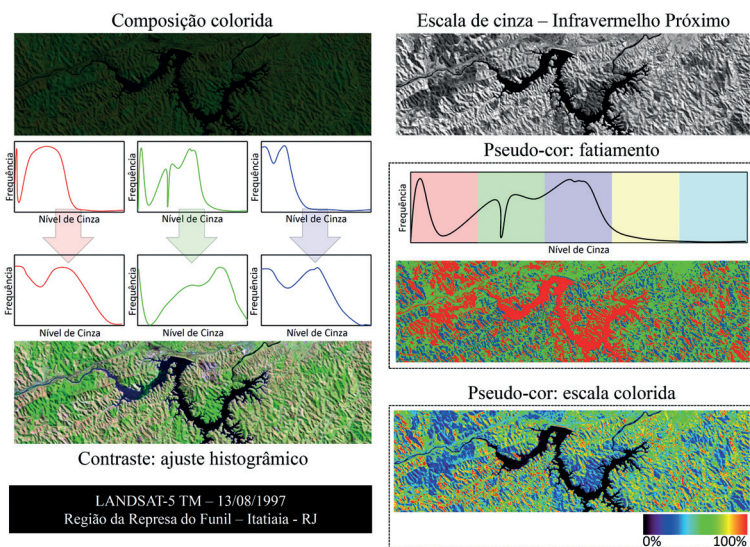 Composição colorida
Frequência
Nível de Cinza
Frequência
Nível de Cinza
Frequência
Nível de Cinza
Frequência
Nível de Cinza
Frequência
Nível de Cinza
Frequência
Nível de Cinza
Contraste: ajuste histogrâmico
LANDSAT-5 TM – 13/08/1997
Região da Represa do Funil – Itatiaia - RJ
Escala de cinza – Infravermelho Próximo
Pseudo-cor: fatiamento
Frequência
Nível de Cinza
Pseudo-cor: escala colorida
0% 100%